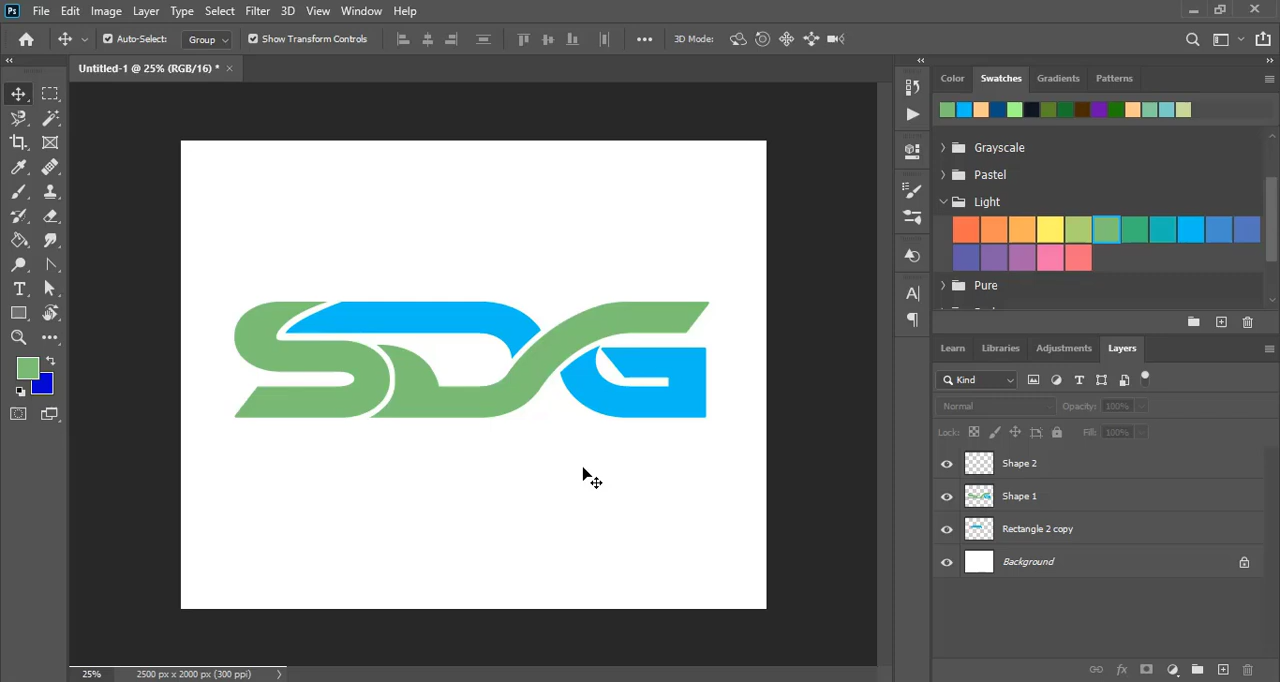 Ps File Edit Image Layer Type Select Filter 3D View Window Help
Auto-Select: Group Show Transform Controls 3D Mode:
Untitled-1 @ 25% (RGB/16) *
Color Swatches Gradients Patterns
Grayscale
Pastel
Light
Pure
SDG
Learn Libraries Adjustments Layers
Kind
Normal Opacity: 100%
Lock: Fill: 100%
Shape 2
Shape 1
Rectangle 2 copy
Background
25% 2500 px x 2000 px (300 ppi)